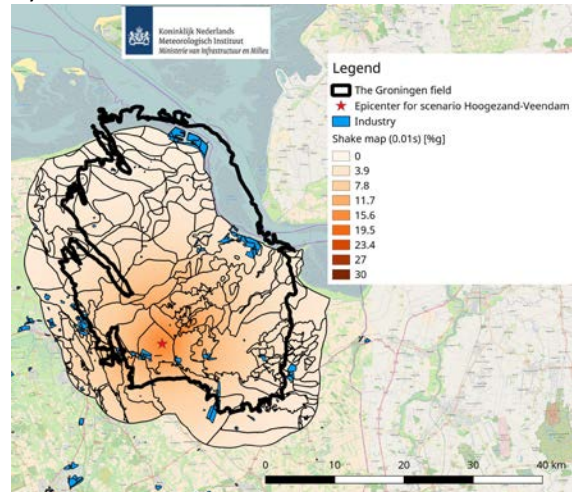 Koninklijk Nederlands
Meteorologisch Instituut
Ministerie van Infrastructuur en Milieu
Legend
The Groningen field
Epicenter for scenario Hoogezand-Veendam
Industry
Shake map (0.01s) [%g]
0
3.9
7.8
11.7
15.6
19.5
23.4
27
30
0 10 20 30 40 km